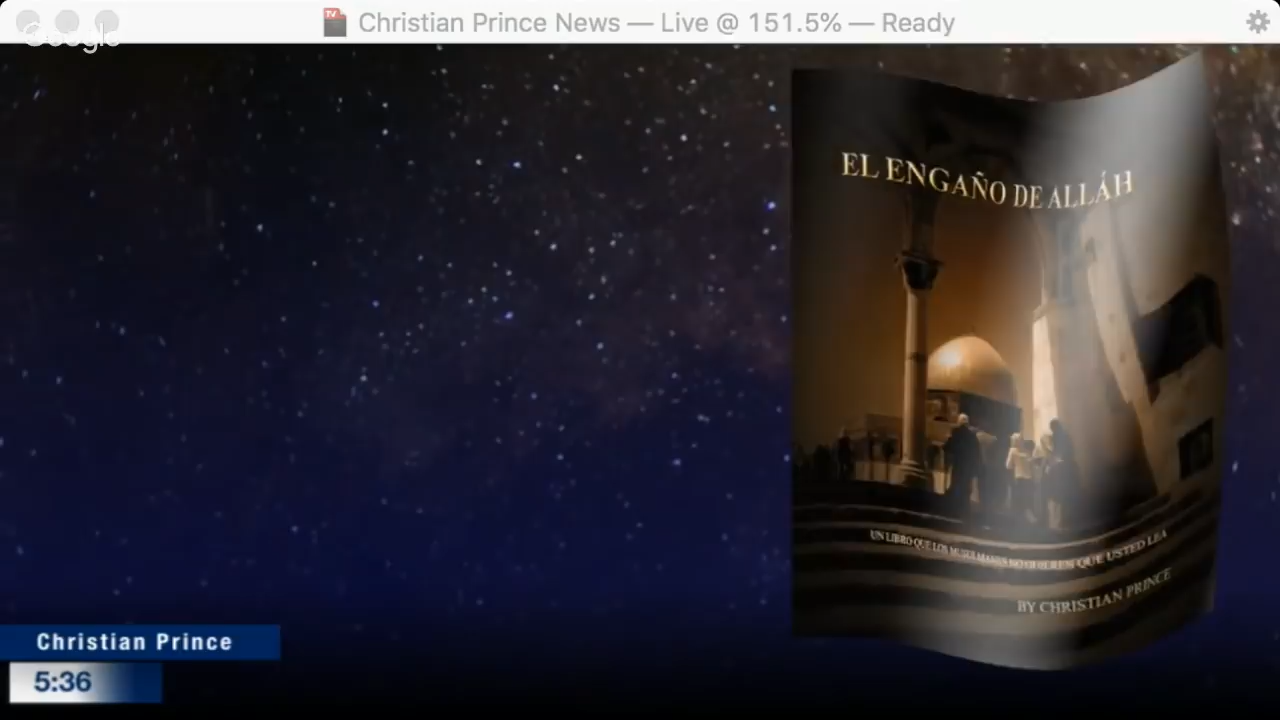 Christian Prince News — Live @ 151.5% — Ready
Google
EL ENGAÑO DE ALLÁH
UN LIBRO QUE LOS MUSULMANES NO QUIEREN QUE USTED LEA
BY CHRISTIAN PRINCE
Christian Prince
5:36